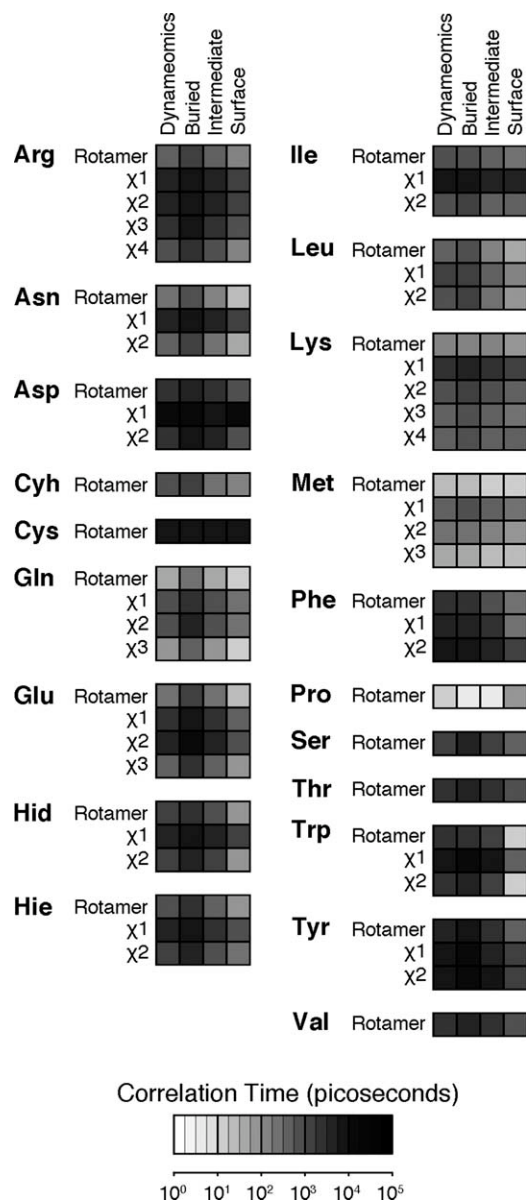 Dynameomics Buried Intermediate Surface
Arg Rotamer
χ1
χ2
χ3
χ4
Asn Rotamer
χ1
χ2
Asp Rotamer
χ1
χ2
Cyh Rotamer
Cys Rotamer
Gln Rotamer
χ1
χ2
χ3
Glu Rotamer
χ1
χ2
χ3
Hid Rotamer
χ1
χ2
Hie Rotamer
χ1
χ2
Dynameomics Buried Intermediate Surface
Ile Rotamer
χ1
χ2
Leu Rotamer
χ1
χ2
Lys Rotamer
χ1
χ2
χ3
χ4
Met Rotamer
χ1
χ2
χ3
Phe Rotamer
χ1
χ2
Pro Rotamer
Ser Rotamer
Thr Rotamer
Trp Rotamer
χ1
χ2
Tyr Rotamer
χ1
χ2
Val Rotamer
Correlation Time (picoseconds)
10⁰ 10¹ 10² 10³ 10⁴ 10⁵